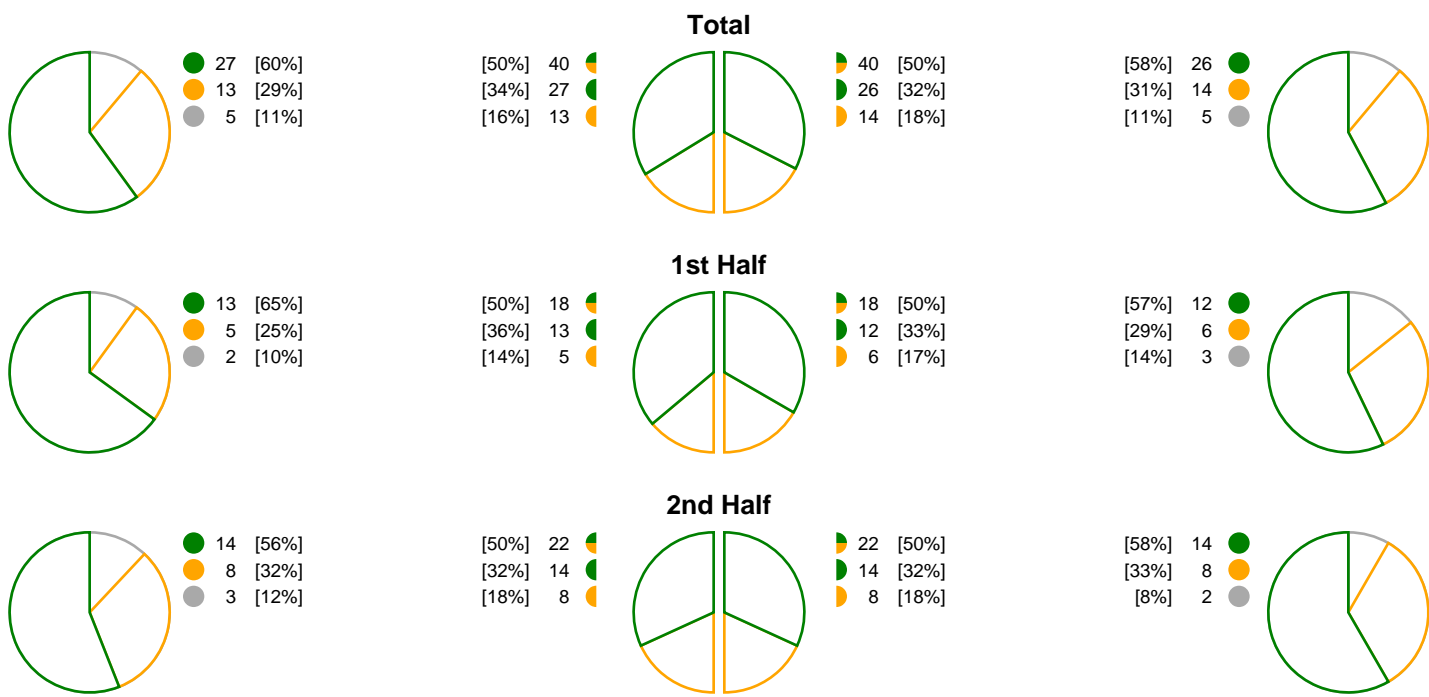 Total
27 [60%] [50%] 40 40 [50%] [58%] 26
13 [29%] [34%] 27 26 [32%] [31%] 14
5 [11%] [16%] 13 14 [18%] [11%] 5
1st Half
13 [65%] [50%] 18 18 [50%] [57%] 12
5 [25%] [36%] 13 12 [33%] [29%] 6
2 [10%] [14%] 5 6 [17%] [14%] 3
2nd Half
14 [56%] [50%] 22 22 [50%] [58%] 14
8 [32%] [32%] 14 14 [32%] [33%] 8
3 [12%] [18%] 8 8 [18%] [8%] 2